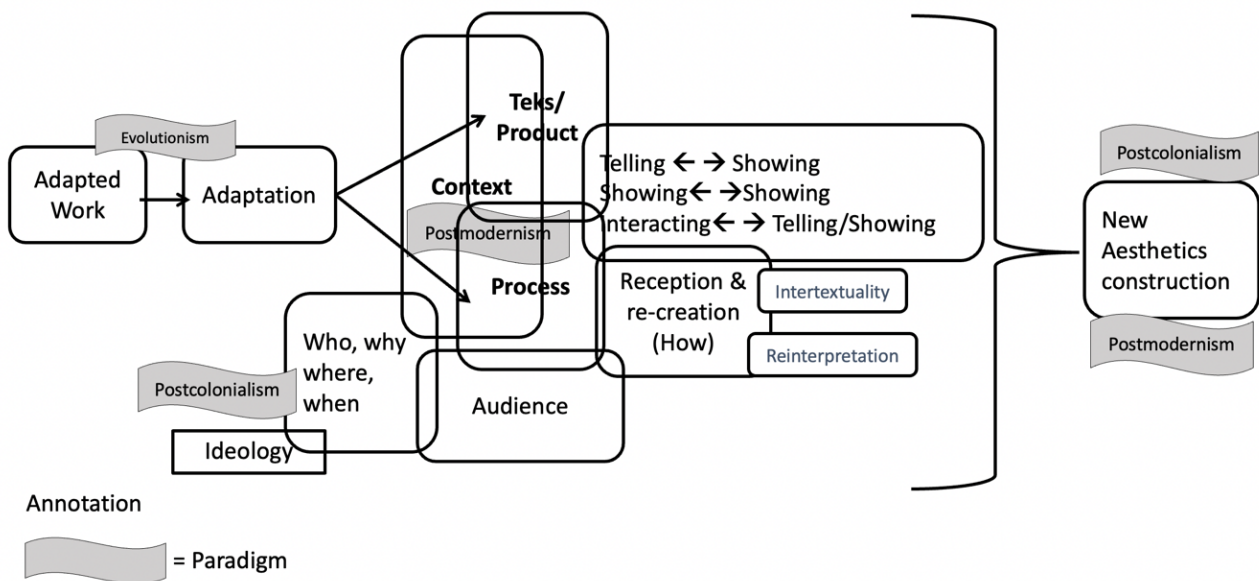 Evolutionism
Adapted
Work
Adaptation
Teks/
Product
Context
Postmodernism
Process
Telling ← → Showing
Showing← →Showing
Interacting← → Telling/Showing
Reception &
re-creation
(How)
Intertextuality
Reinterpretation
Who, why
where,
when
Postcolonialism
Ideology
Audience
Postcolonialism
New
Aesthetics
construction
Postmodernism
Annotation
= Paradigm